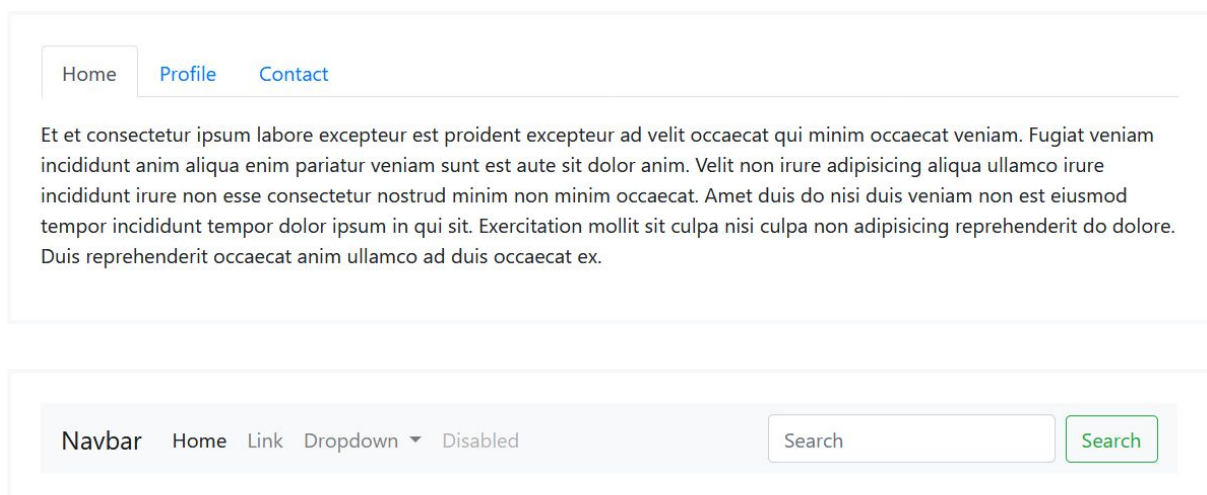 Home Profile Contact
Et et consectetur ipsum labore excepteur est proident excepteur ad velit occaecat qui minim occaecat veniam. Fugiat veniam
incididunt anim aliqua enim pariatur veniam sunt est aute sit dolor anim. Velit non irure adipisicing aliqua ullamco irure
incididunt irure non esse consectetur nostrud minim non minim occaecat. Amet duis do nisi duis veniam non est eiusmod
tempor incididunt tempor dolor ipsum in qui sit. Exercitation mollit sit culpa nisi culpa non adipisicing reprehenderit do dolore.
Duis reprehenderit occaecat anim ullamco ad duis occaecat ex.
Navbar Home Link Dropdown Disabled Search Search